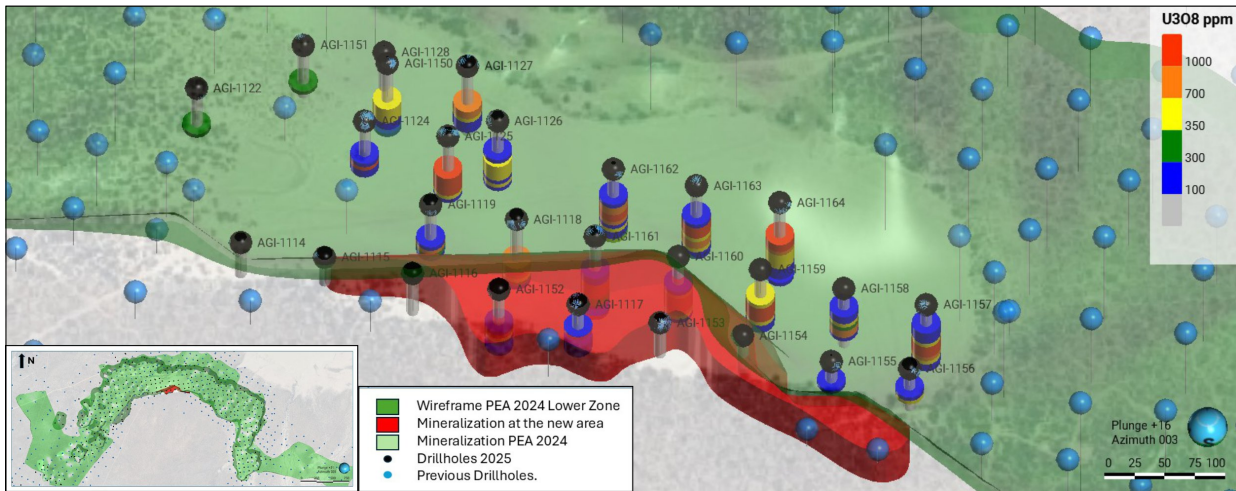 U3O8 ppm
1000
700
350
300
100
AGI-1151
AGI-1128
AGI-1150
AGI-1127
AGI-1122
AGI-1124
AGI-1125
AGI-1126
AGI-1162
AGI-1163
AGI-1164
AGI-1119
AGI-1118
AGI-1161
AGI-1114
AGI-1115
AGI-1116
AGI-1160
AGI-1159
AGI-1152
AGI-1117
AGI-1153
AGI-1154
AGI-1158
AGI-1157
AGI-1155
AGI-1156
N
Wireframe PEA 2024 Lower Zone
Mineralization at the new area
Mineralization PEA 2024
Drillholes 2025
Previous Drillholes.
Plunge +16
Azimuth 003
S
0 25 50 75 100